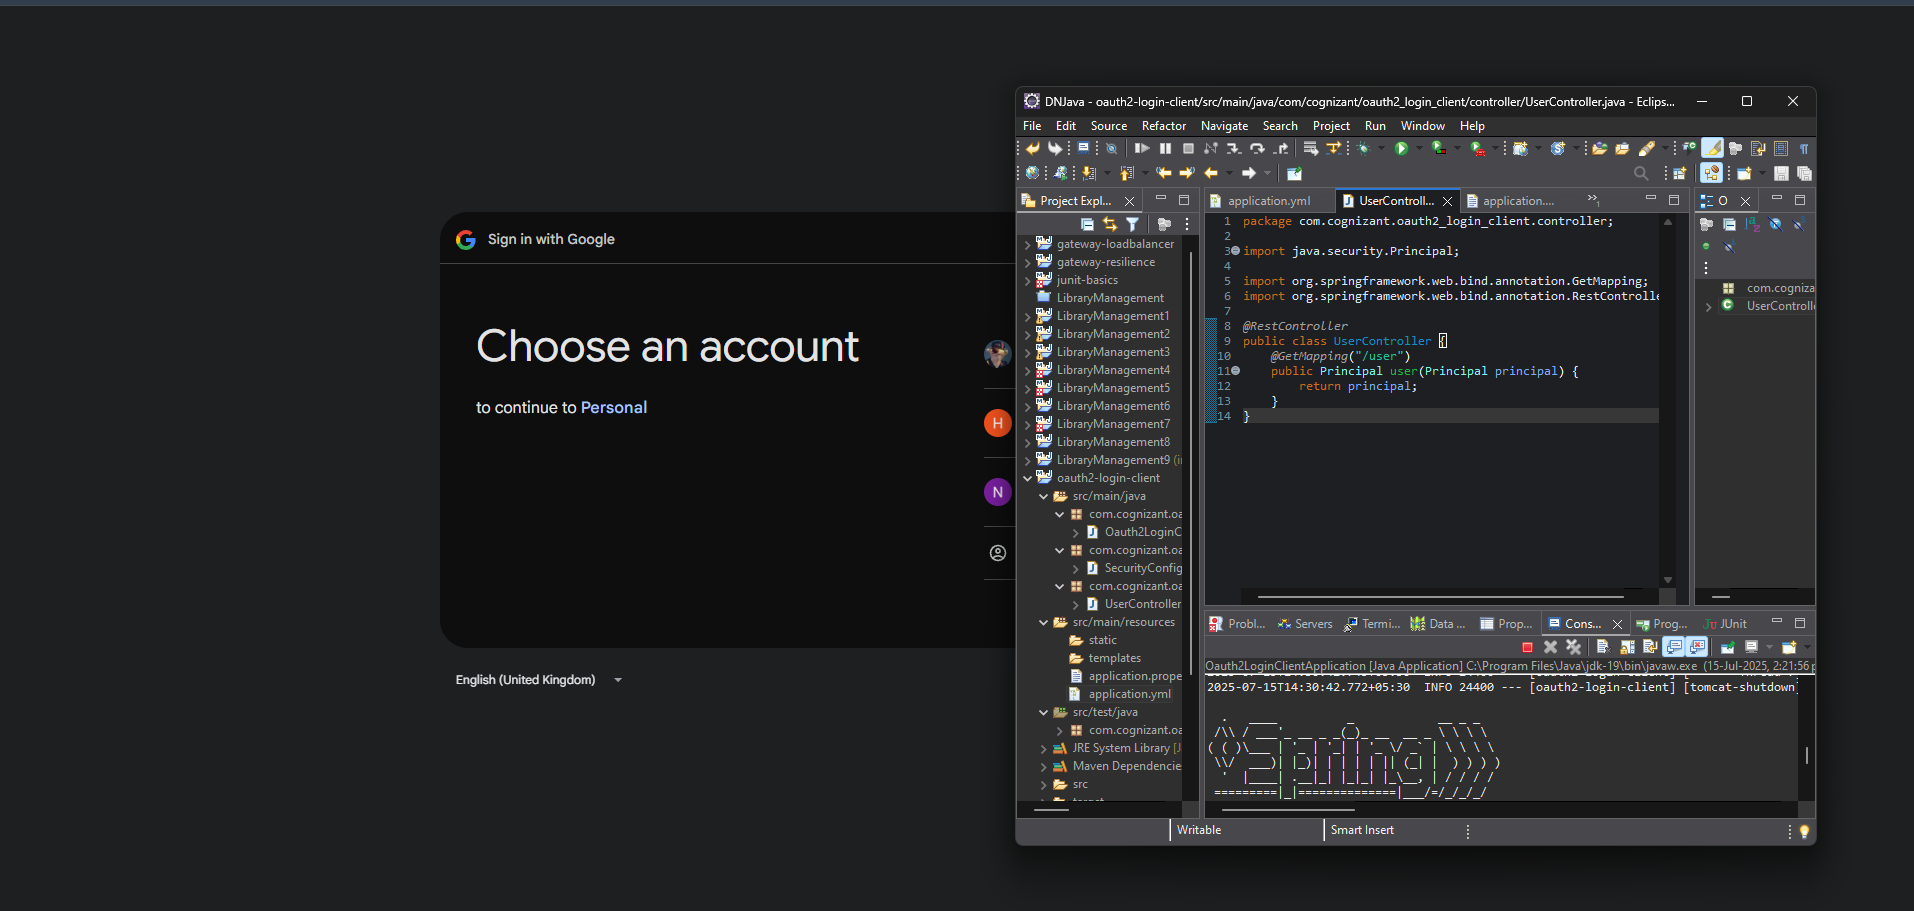 Sign in with Google
Choose an account
to continue to Personal
H
N
English (United Kingdom)
DNJava - oauth2-login-client/src/main/java/com/cognizant/oauth2_login_client/controller/UserController.java - Eclips...
File Edit Source Refactor Navigate Search Project Run Window Help
Project Expl...
gateway-loadbalancer
gateway-resilience
junit-basics
LibraryManagement
LibraryManagement1
LibraryManagement2
LibraryManagement3
LibraryManagement4
LibraryManagement5
LibraryManagement6
LibraryManagement7
LibraryManagement8
LibraryManagement9 (i
oauth2-login-client
src/main/java
com.cognizant.oa
Oauth2LoginC
com.cognizant.oa
SecurityConfig
com.cognizant.oa
UserController
src/main/resources
static
templates
application.prope
application.yml
src/test/java
com.cognizant.oa
JRE System Library [J
Maven Dependencie
src
target
application.yml UserControll... application.... »1
1 package com.cognizant.oauth2_login_client.controller;
2
3 import java.security.Principal;
4
5 import org.springframework.web.bind.annotation.GetMapping;
6 import org.springframework.web.bind.annotation.RestControlle
7
8 @RestController
9 public class UserController {
10 @GetMapping("/user")
11 public Principal user(Principal principal) {
12 return principal;
13 }
14 }
O
com.cogniza
UserControll
Probl... Servers Termi... Data ... Prop... Cons... Prog... JUnit
Oauth2LoginClientApplication [Java Application] C:\Program Files\Java\jdk-19\bin\javaw.exe (15-Jul-2025, 2:21:56 p
2025-07-15T14:30:42.772+05:30 INFO 24400 --- [oauth2-login-client] [tomcat-shutdown]
Spring
Writable Smart Insert